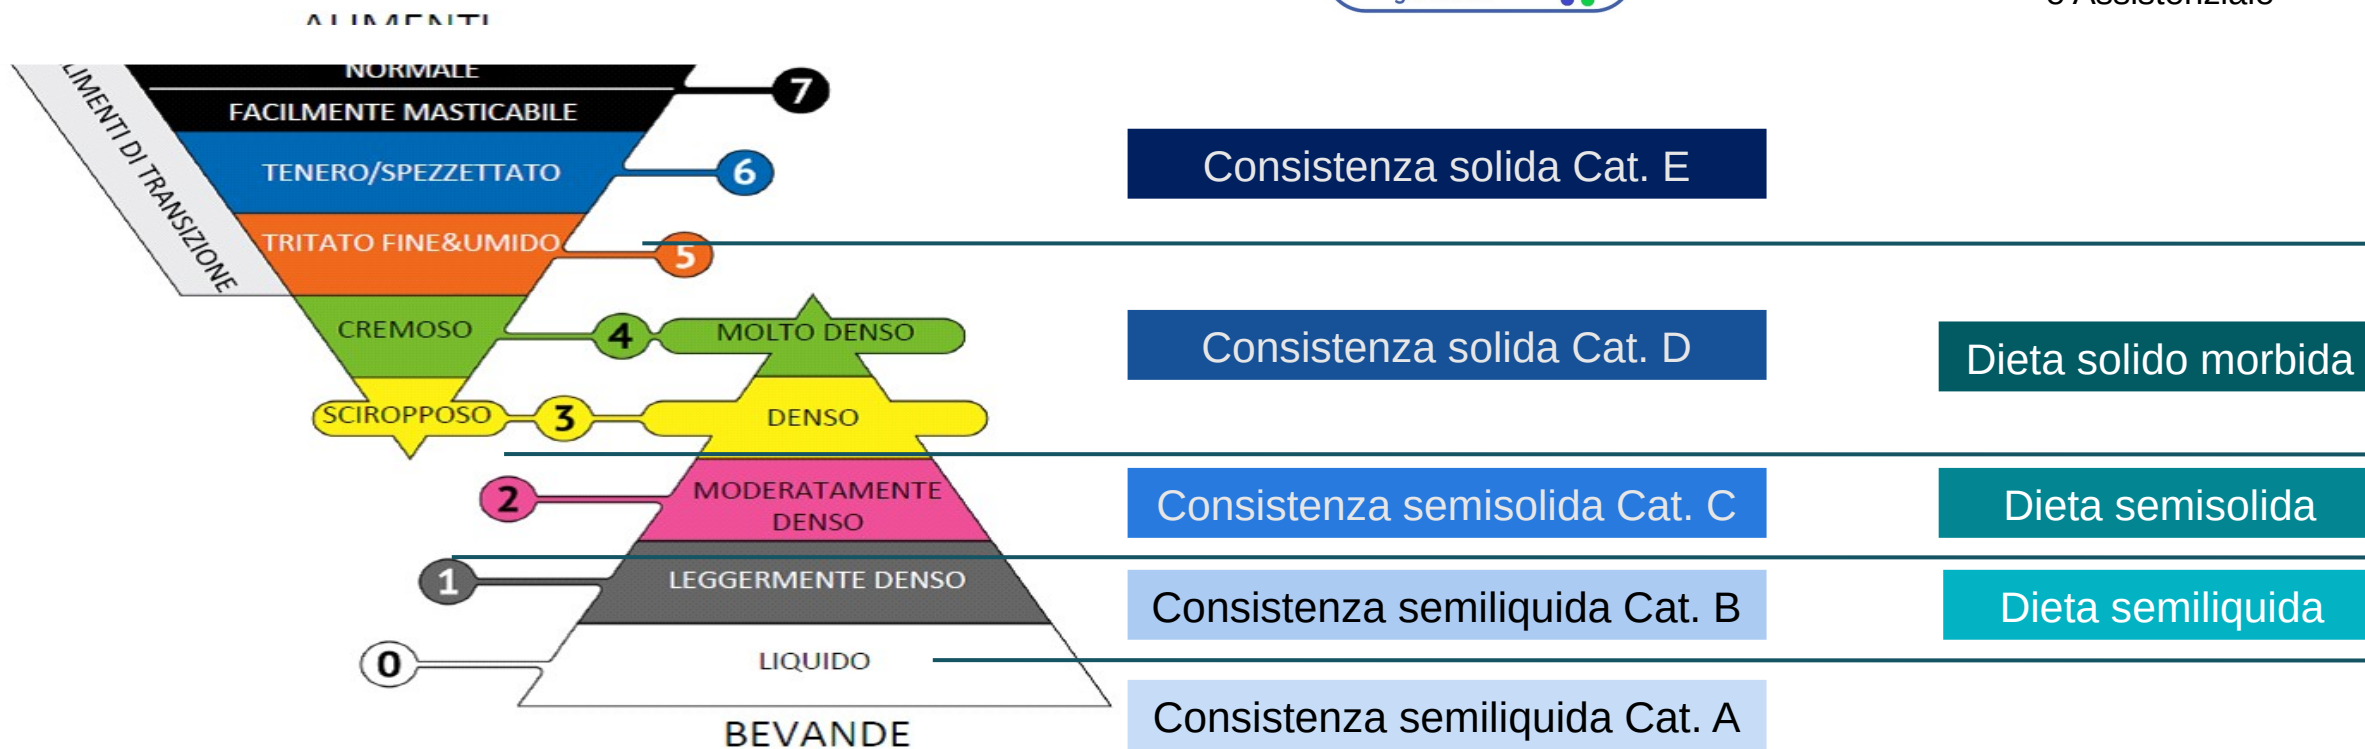 e Assistenziale
ALIMENTI
NORMALE
7
FACILMENTE MASTICABILE
TENERO/SPEZZETTATO
6
Consistenza solida Cat. E
DI TRANSIZIONE
TRITATO FINE&UMIDO
5
CREMOSO
4
MOLTO DENSO
Consistenza solida Cat. D
Dieta solido morbida
SCIROPPOSO
3
DENSO
2
MODERATAMENTE
DENSO
Consistenza semisolida Cat. C
Dieta semisolida
1
LEGGERMENTE DENSO
Consistenza semiliquida Cat. B
Dieta semiliquida
0
LIQUIDO
Consistenza semiliquida Cat. A
BEVANDE